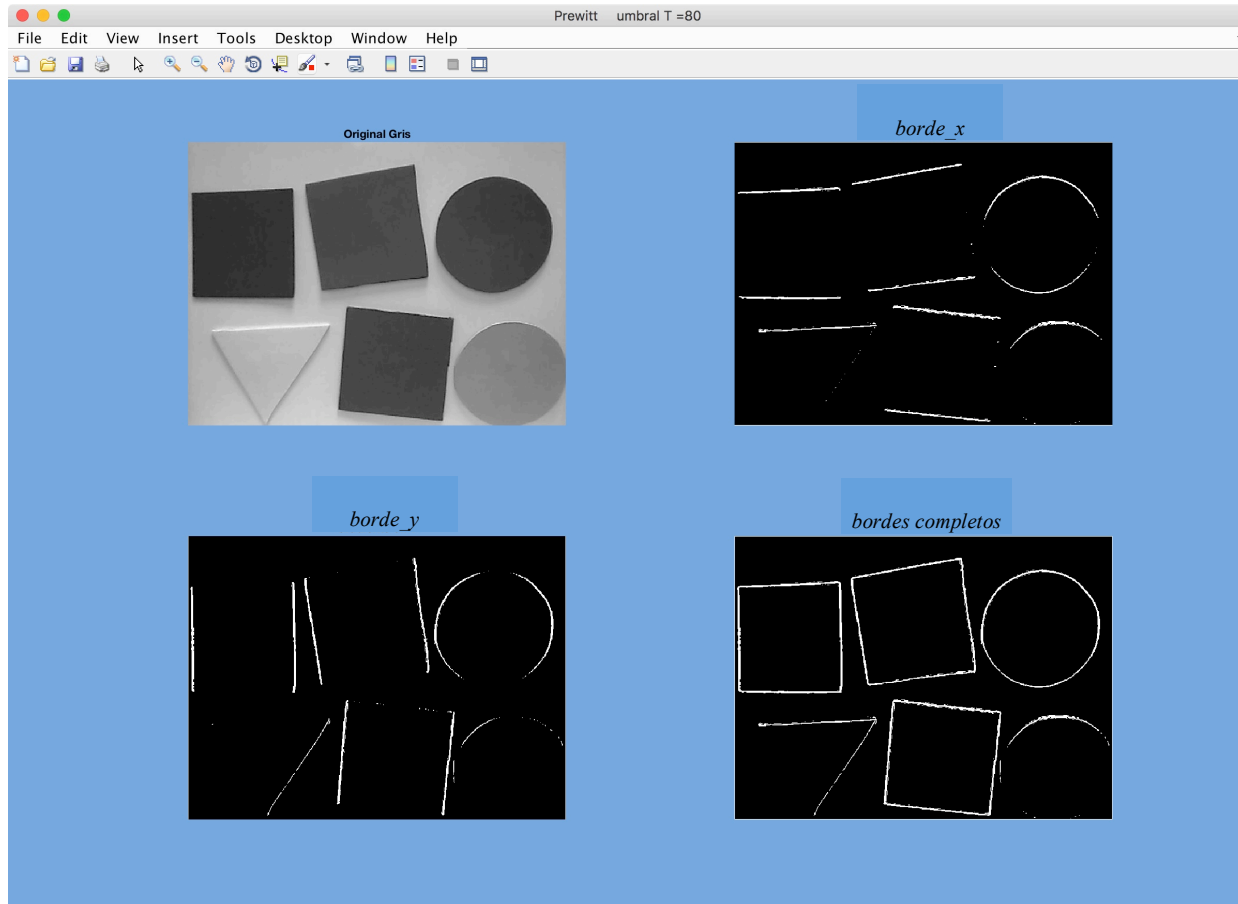 Prewitt umbral T =80
File Edit View Insert Tools Desktop Window Help
Original Gris
borde_x
borde_y
bordes completos